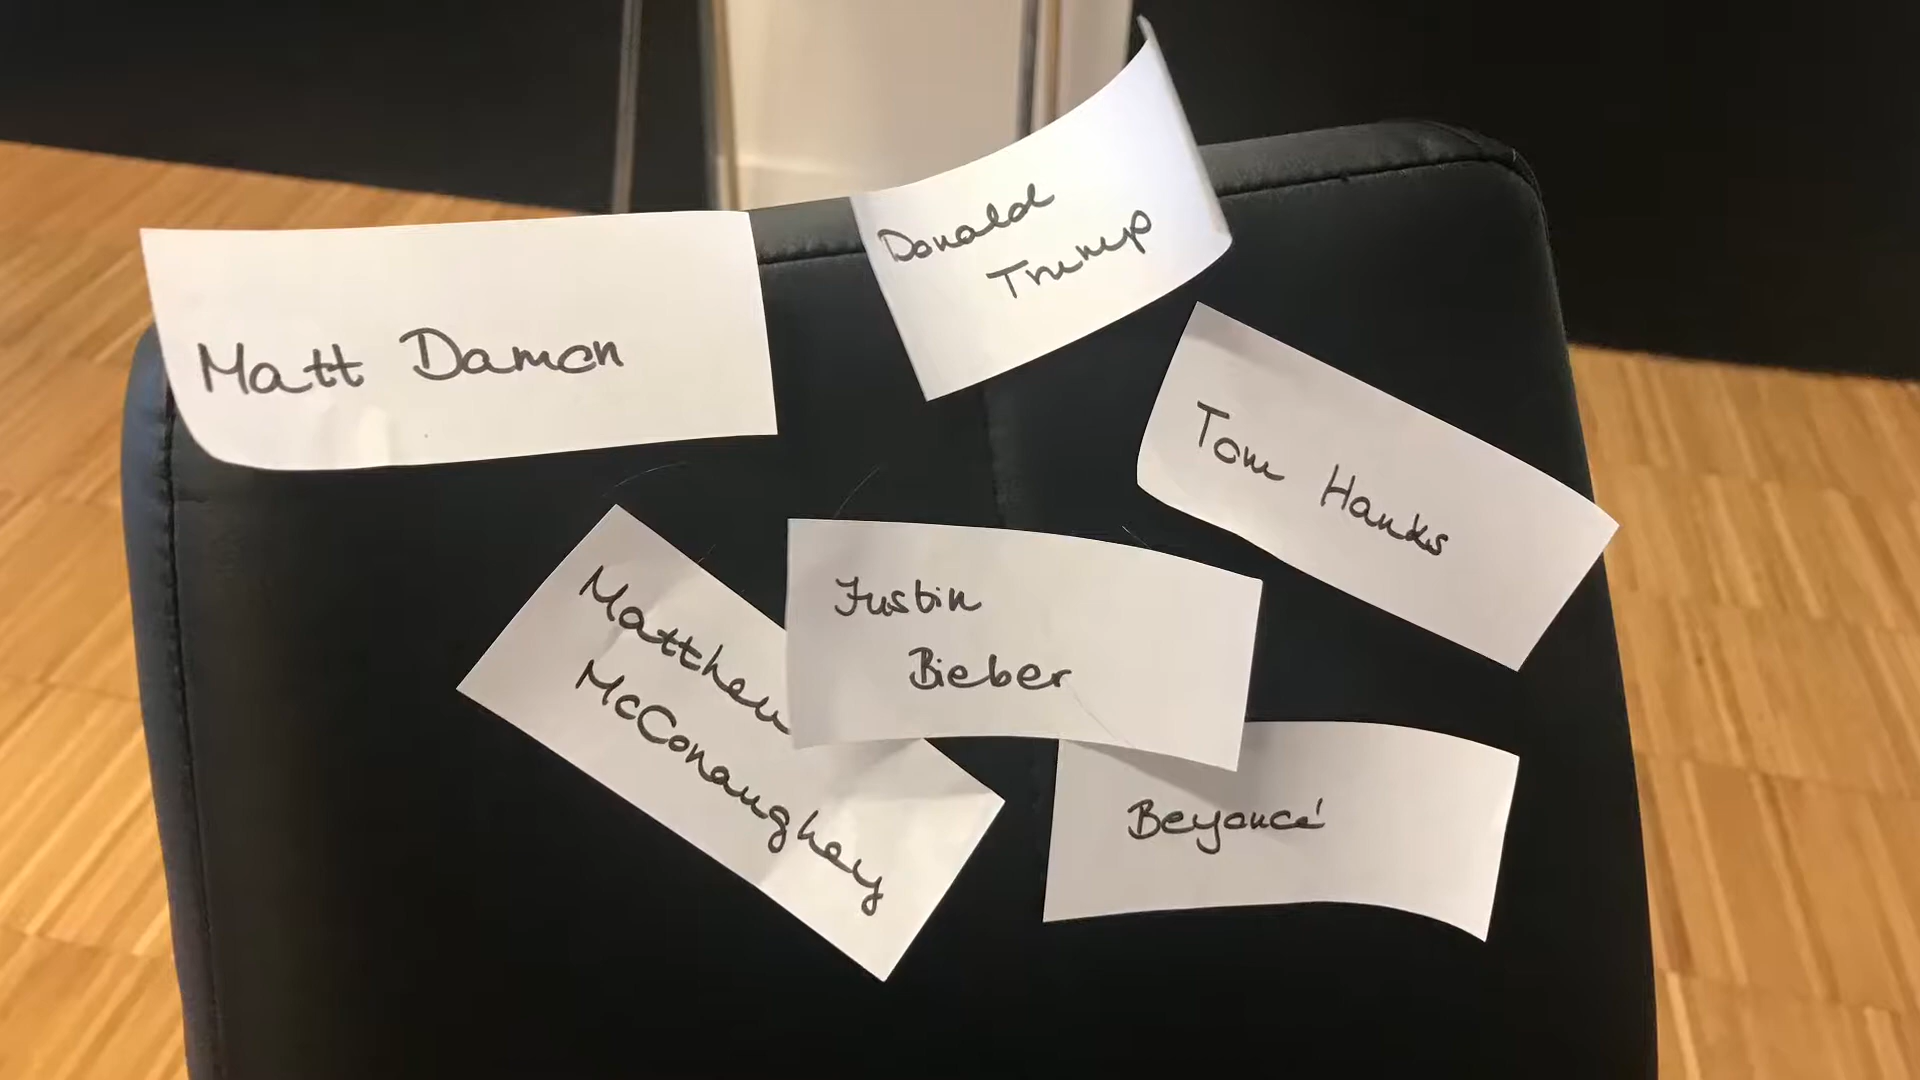 Matt Damon
Donald
Trump
Tom Hanks
Matthew
McConaughey
Justin
Bieber
Beyoncé